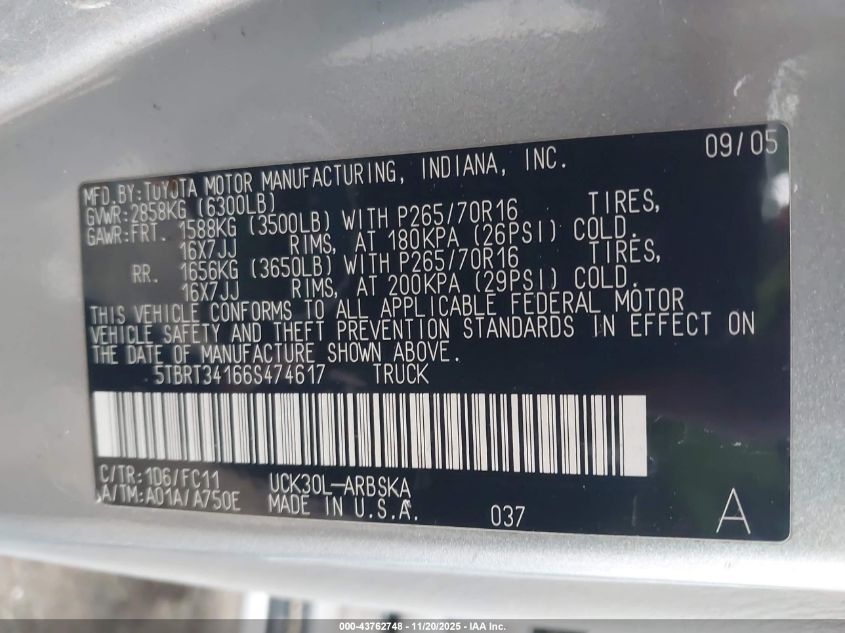 09/05
MFD.BY:TOYOTA MOTOR MANUFACTURING, INDIANA, INC.
GVWR:2858KG (6300LB)
GAWR:FRT. 1588KG (3500LB) WITH P265/70R16 TIRES,
16X7JJ RIMS, AT 180KPA (26PSI) COLD.
RR. 1656KG (3650LB) WITH P265/70R16 TIRES,
16X7JJ RIMS, AT 200KPA (29PSI) COLD.
THIS VEHICLE CONFORMS TO ALL APPLICABLE FEDERAL MOTOR
VEHICLE SAFETY AND THEFT PREVENTION STANDARDS IN EFFECT ON
THE DATE OF MANUFACTURE SHOWN ABOVE.
5TBRT34166S474617 TRUCK
C/TR:1D6/FC11 UCK30L-ARBSKA
A/TM:A01A/A750E MADE IN U.S.A. 037 A
000-43762748 - 11/20/2025 - IAA Inc.